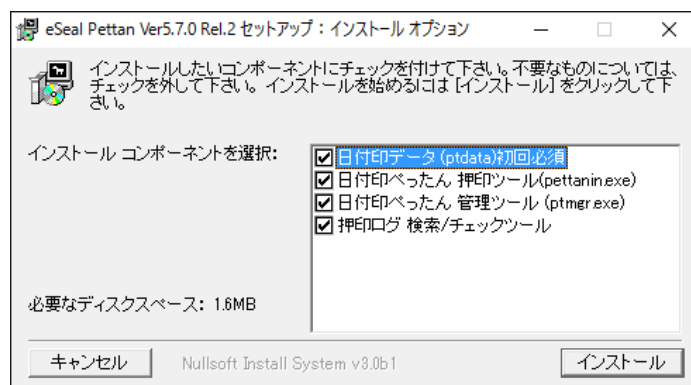 eSeal Pettan Ver5.7.0 Rel.2 セットアップ：インストール オプション
インストールしたいコンポーネントにチェックを付けて下さい。不要なものについては、
チェックを外して下さい。 インストールを始めるには [インストール] をクリックして下
さい。
インストール コンポーネントを選択:
日付印データ (ptdata)初回必須
日付印ぺったん 押印ツール(pettanin.exe)
日付印ぺったん 管理ツール (ptmgr.exe)
押印ログ 検索/チェックツール
必要なディスクスペース: 1.6MB
キャンセル
Nullsoft Install System v3.0b1
インストール